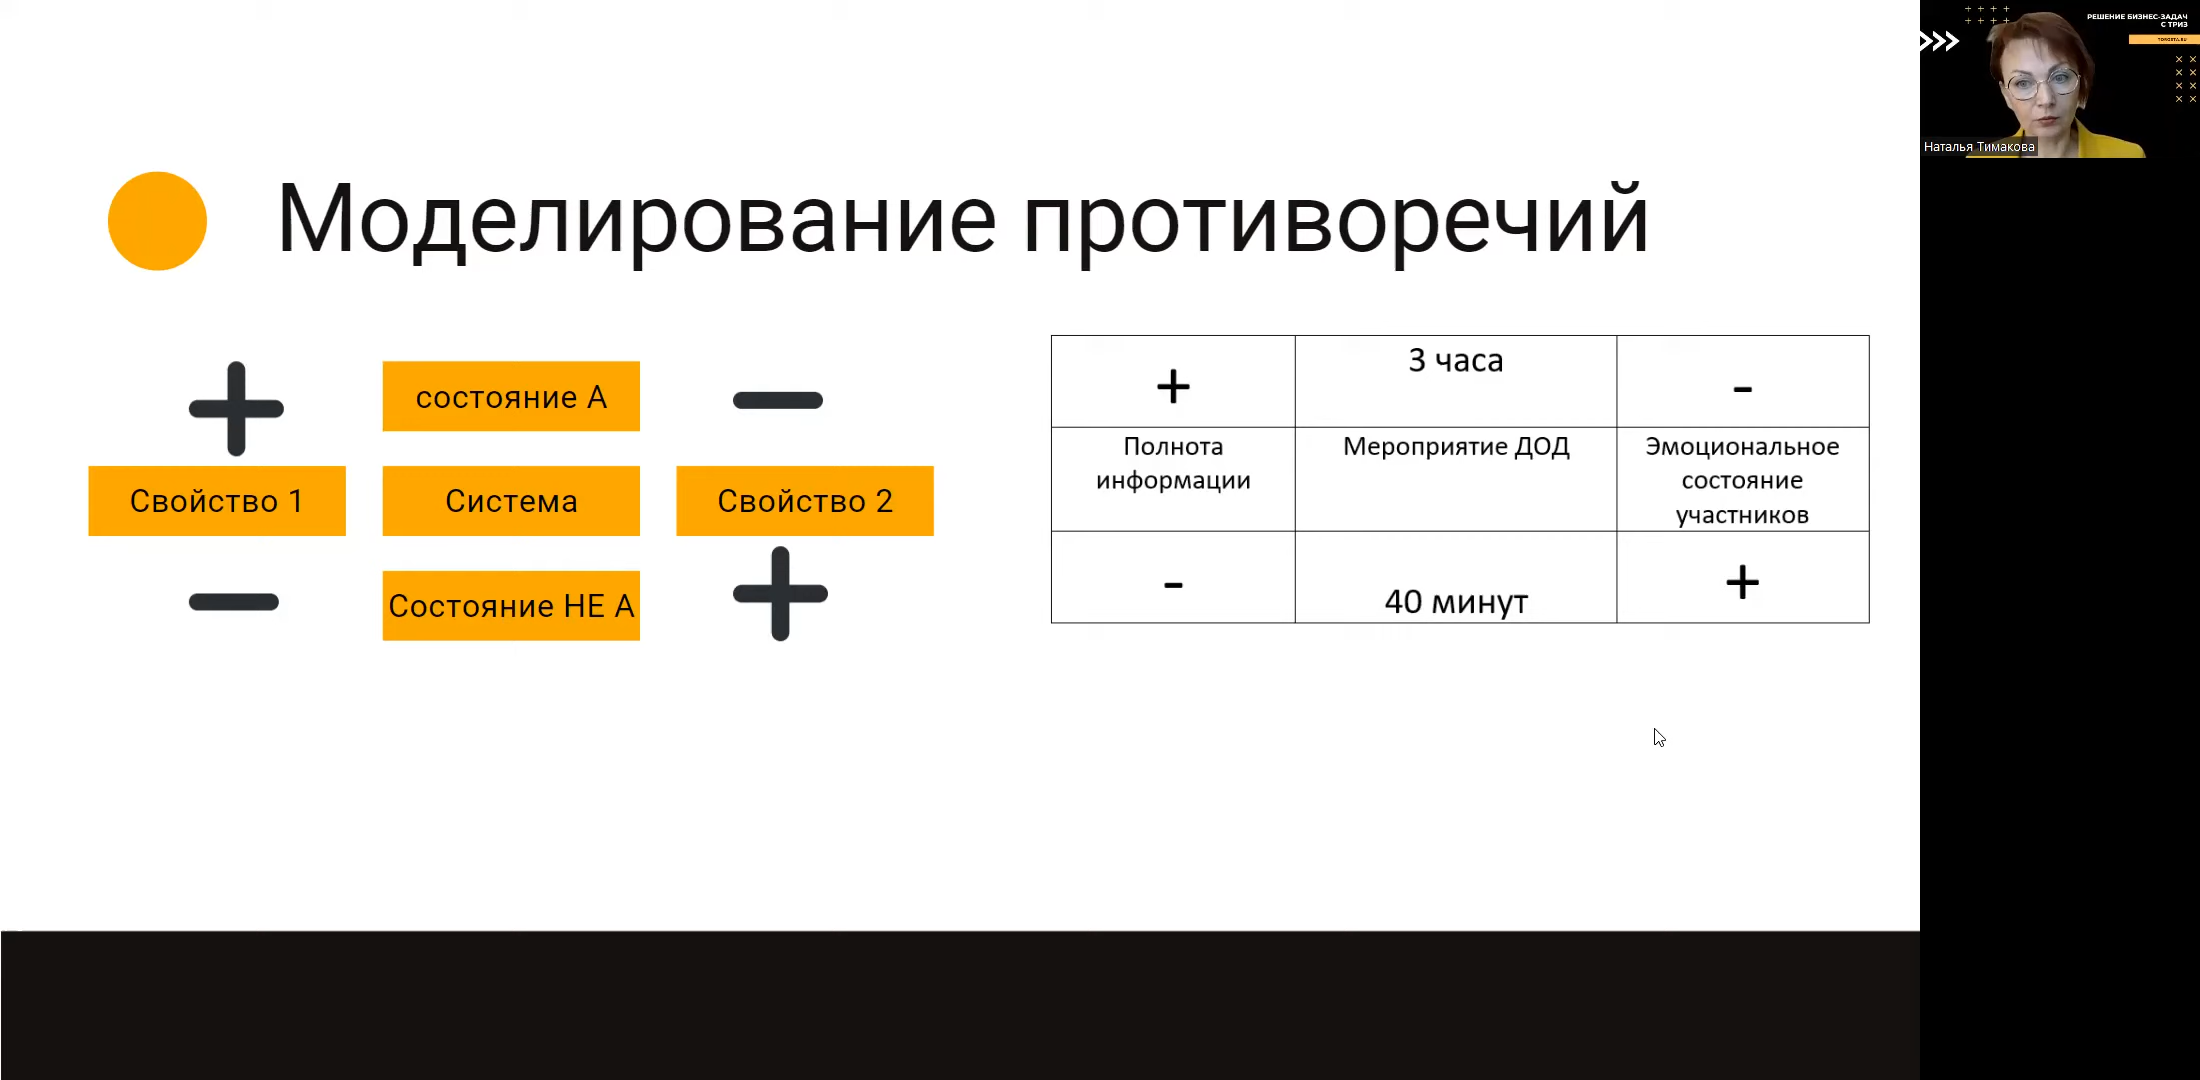 Моделирование противоречий
состояние А
Свойство 1
Система
Свойство 2
Состояние НЕ А
+
3 часа
-
Полнота
информации
Мероприятие ДОД
Эмоциональное
состояние
участников
-
40 минут
+
РЕШЕНИЕ БИЗНЕС-ЗАДАЧ
С ТРИЗ
Наталья Тимакова